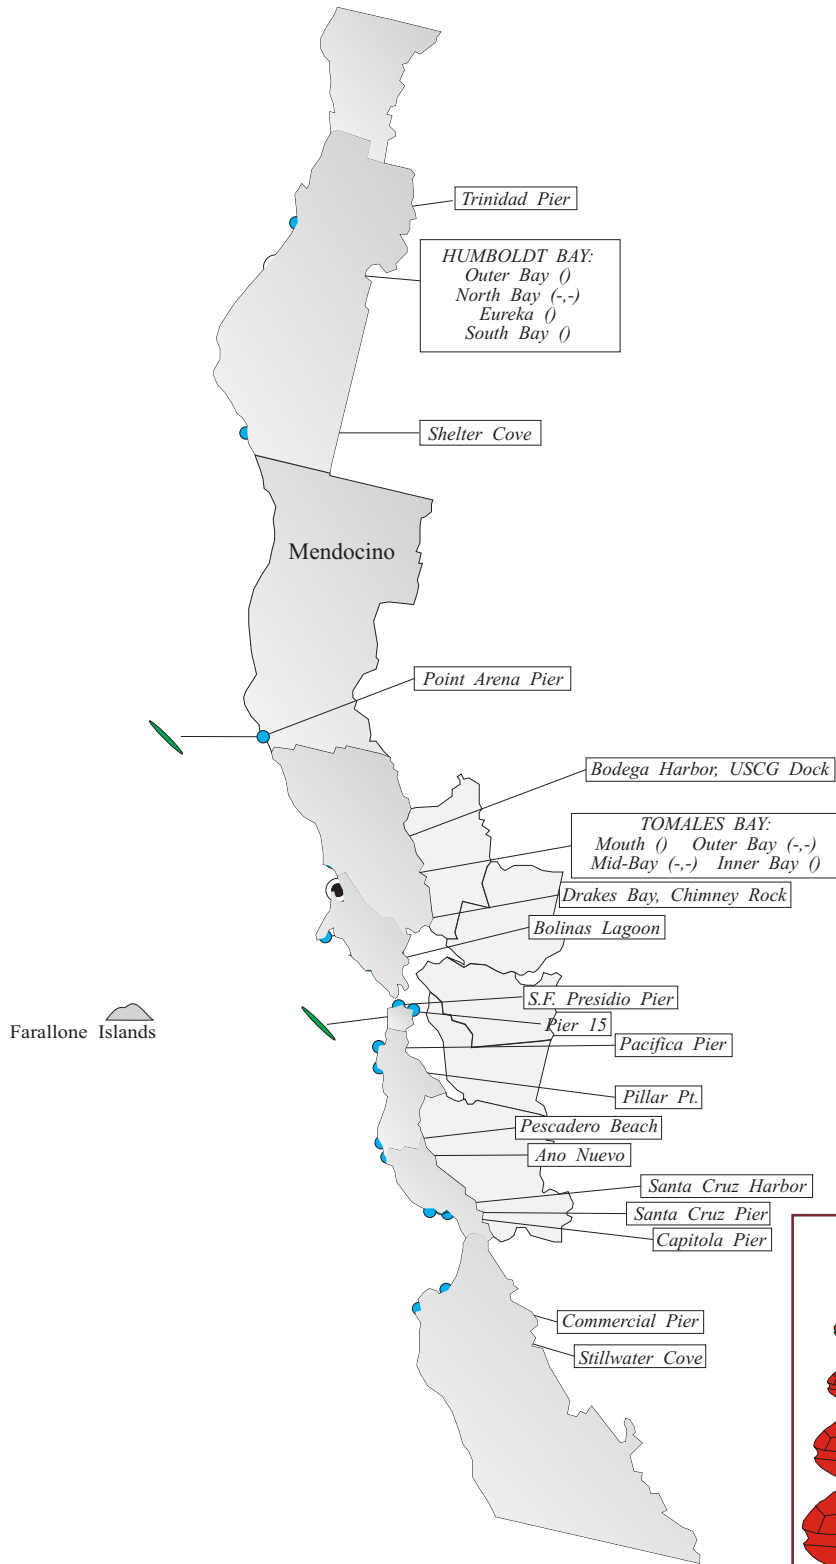 Trinidad Pier
HUMBOLDT BAY:
Outer Bay ()
North Bay (-,-)
Eureka ()
South Bay ()
Shelter Cove
Mendocino
Point Arena Pier
Bodega Harbor, USCG Dock
TOMALES BAY:
Mouth () Outer Bay (-,-)
Mid-Bay (-,-) Inner Bay ()
Drakes Bay, Chimney Rock
Bolinas Lagoon
S.F. Presidio Pier
Pier 15
Farallone Islands
Pacifica Pier
Pillar Pt.
Pescadero Beach
Ano Nuevo
Santa Cruz Harbor
Santa Cruz Pier
Capitola Pier
Commercial Pier
Stillwater Cove